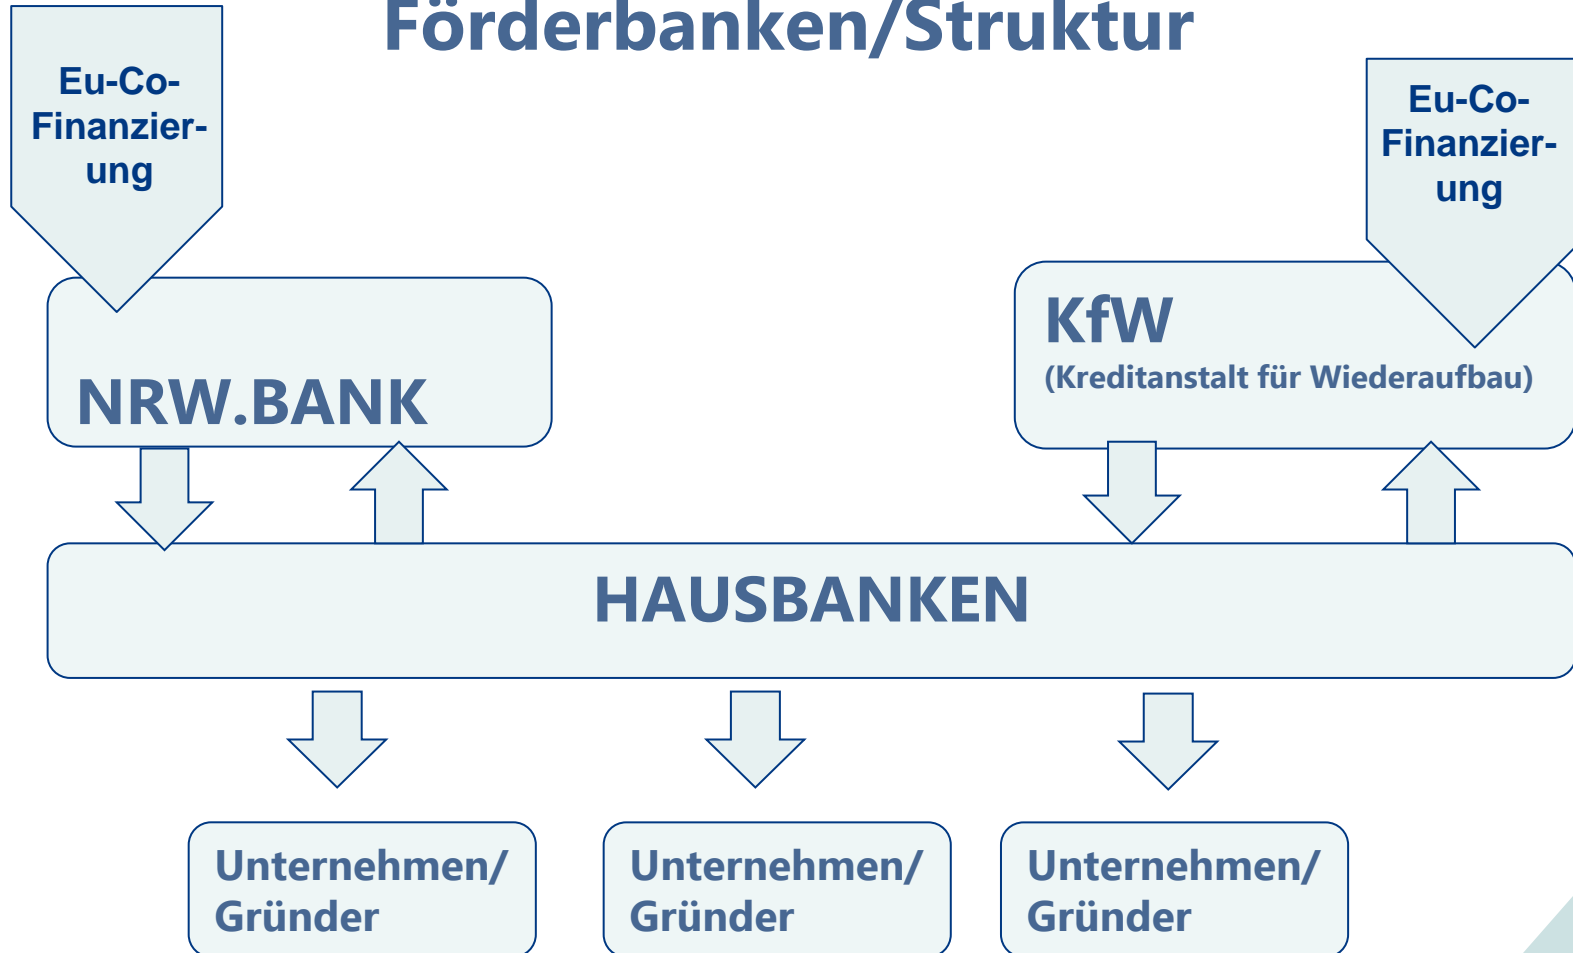 Förderbanken/Struktur
Eu-Co-
Finanzier-
ung
Eu-Co-
Finanzier-
ung
NRW.BANK
KfW
(Kreditanstalt für Wiederaufbau)
HAUSBANKEN
Unternehmen/
Gründer
Unternehmen/
Gründer
Unternehmen/
Gründer